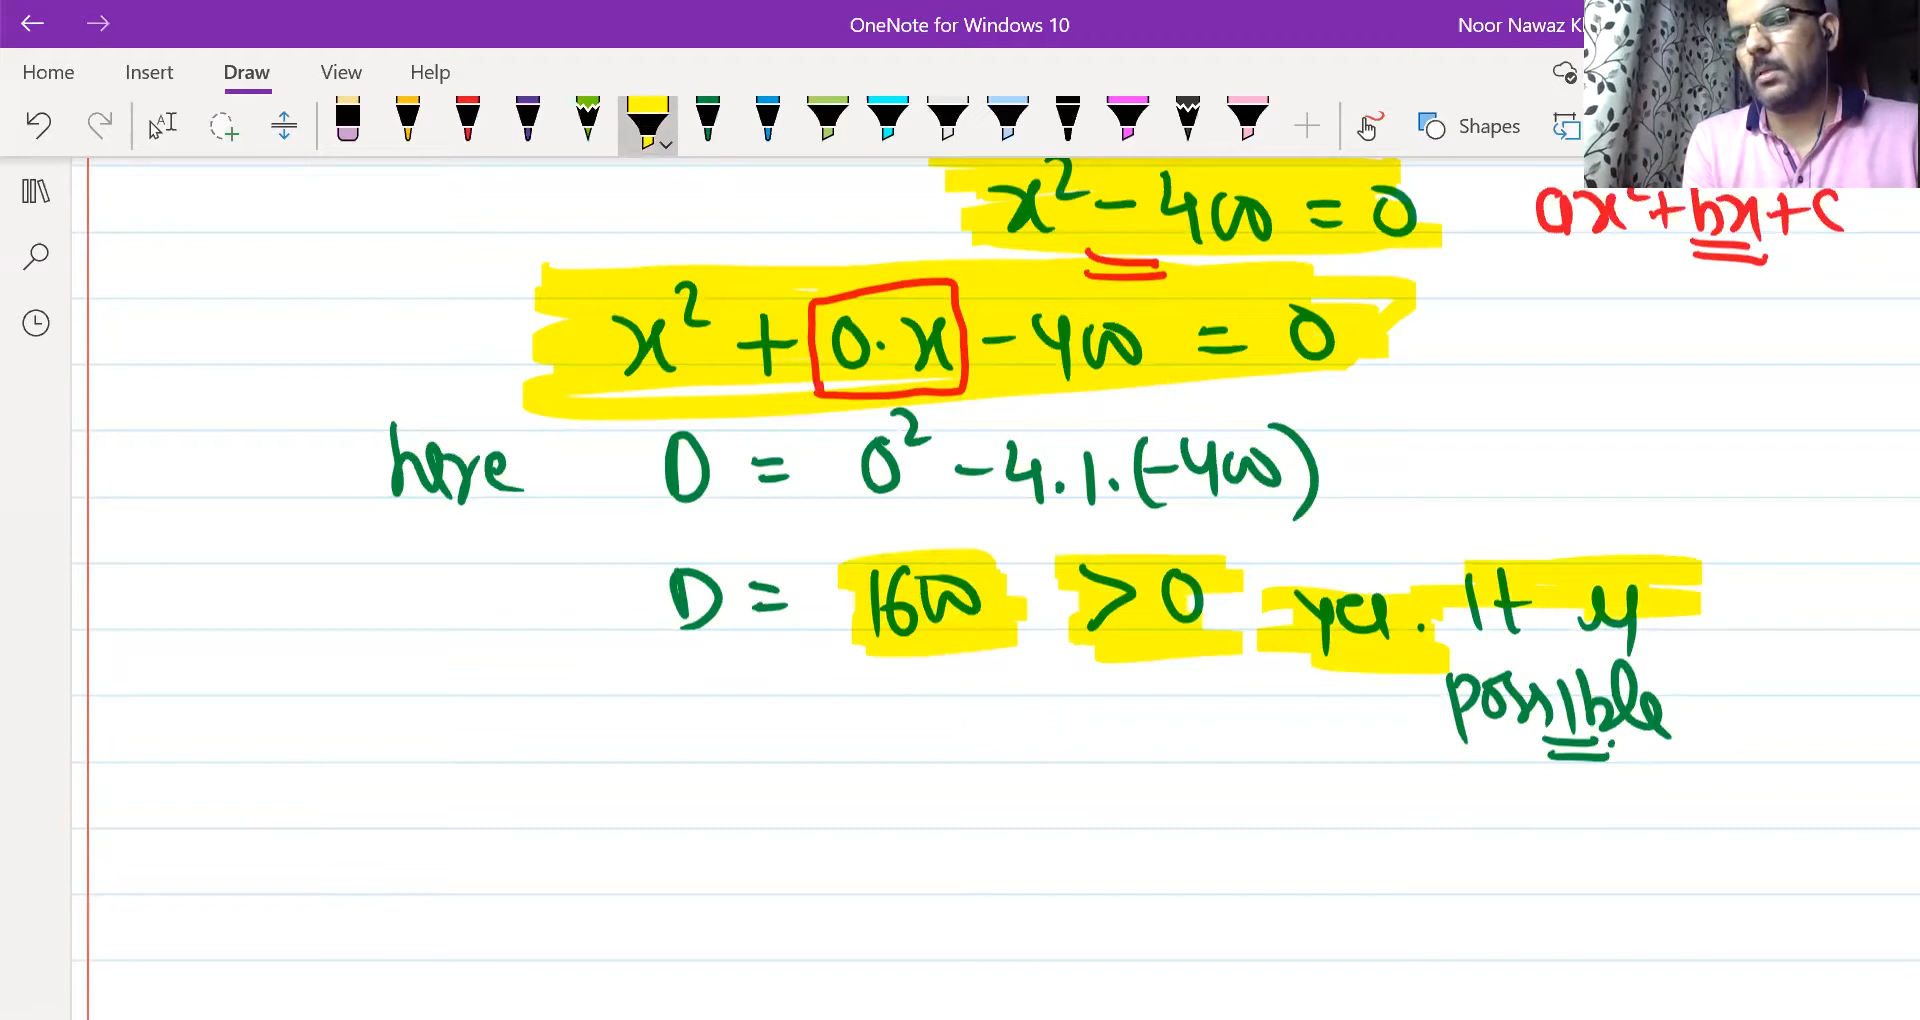 OneNote for Windows 10
Noor Nawaz K
Home Insert Draw View Help
Shapes
x² - 400 = 0
ax² + bx + c
x² + 0·x - 400 = 0
here D = 0² - 4·1·(-400)
D = 1600 > 0 yes. It is
possible